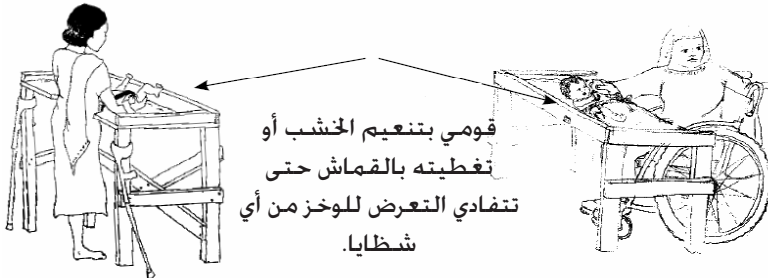 قومي بتنعيم الخشب أو
تغطيته بالقماش حتى
تتفادي التعرض للوخز من أي
شظايا.